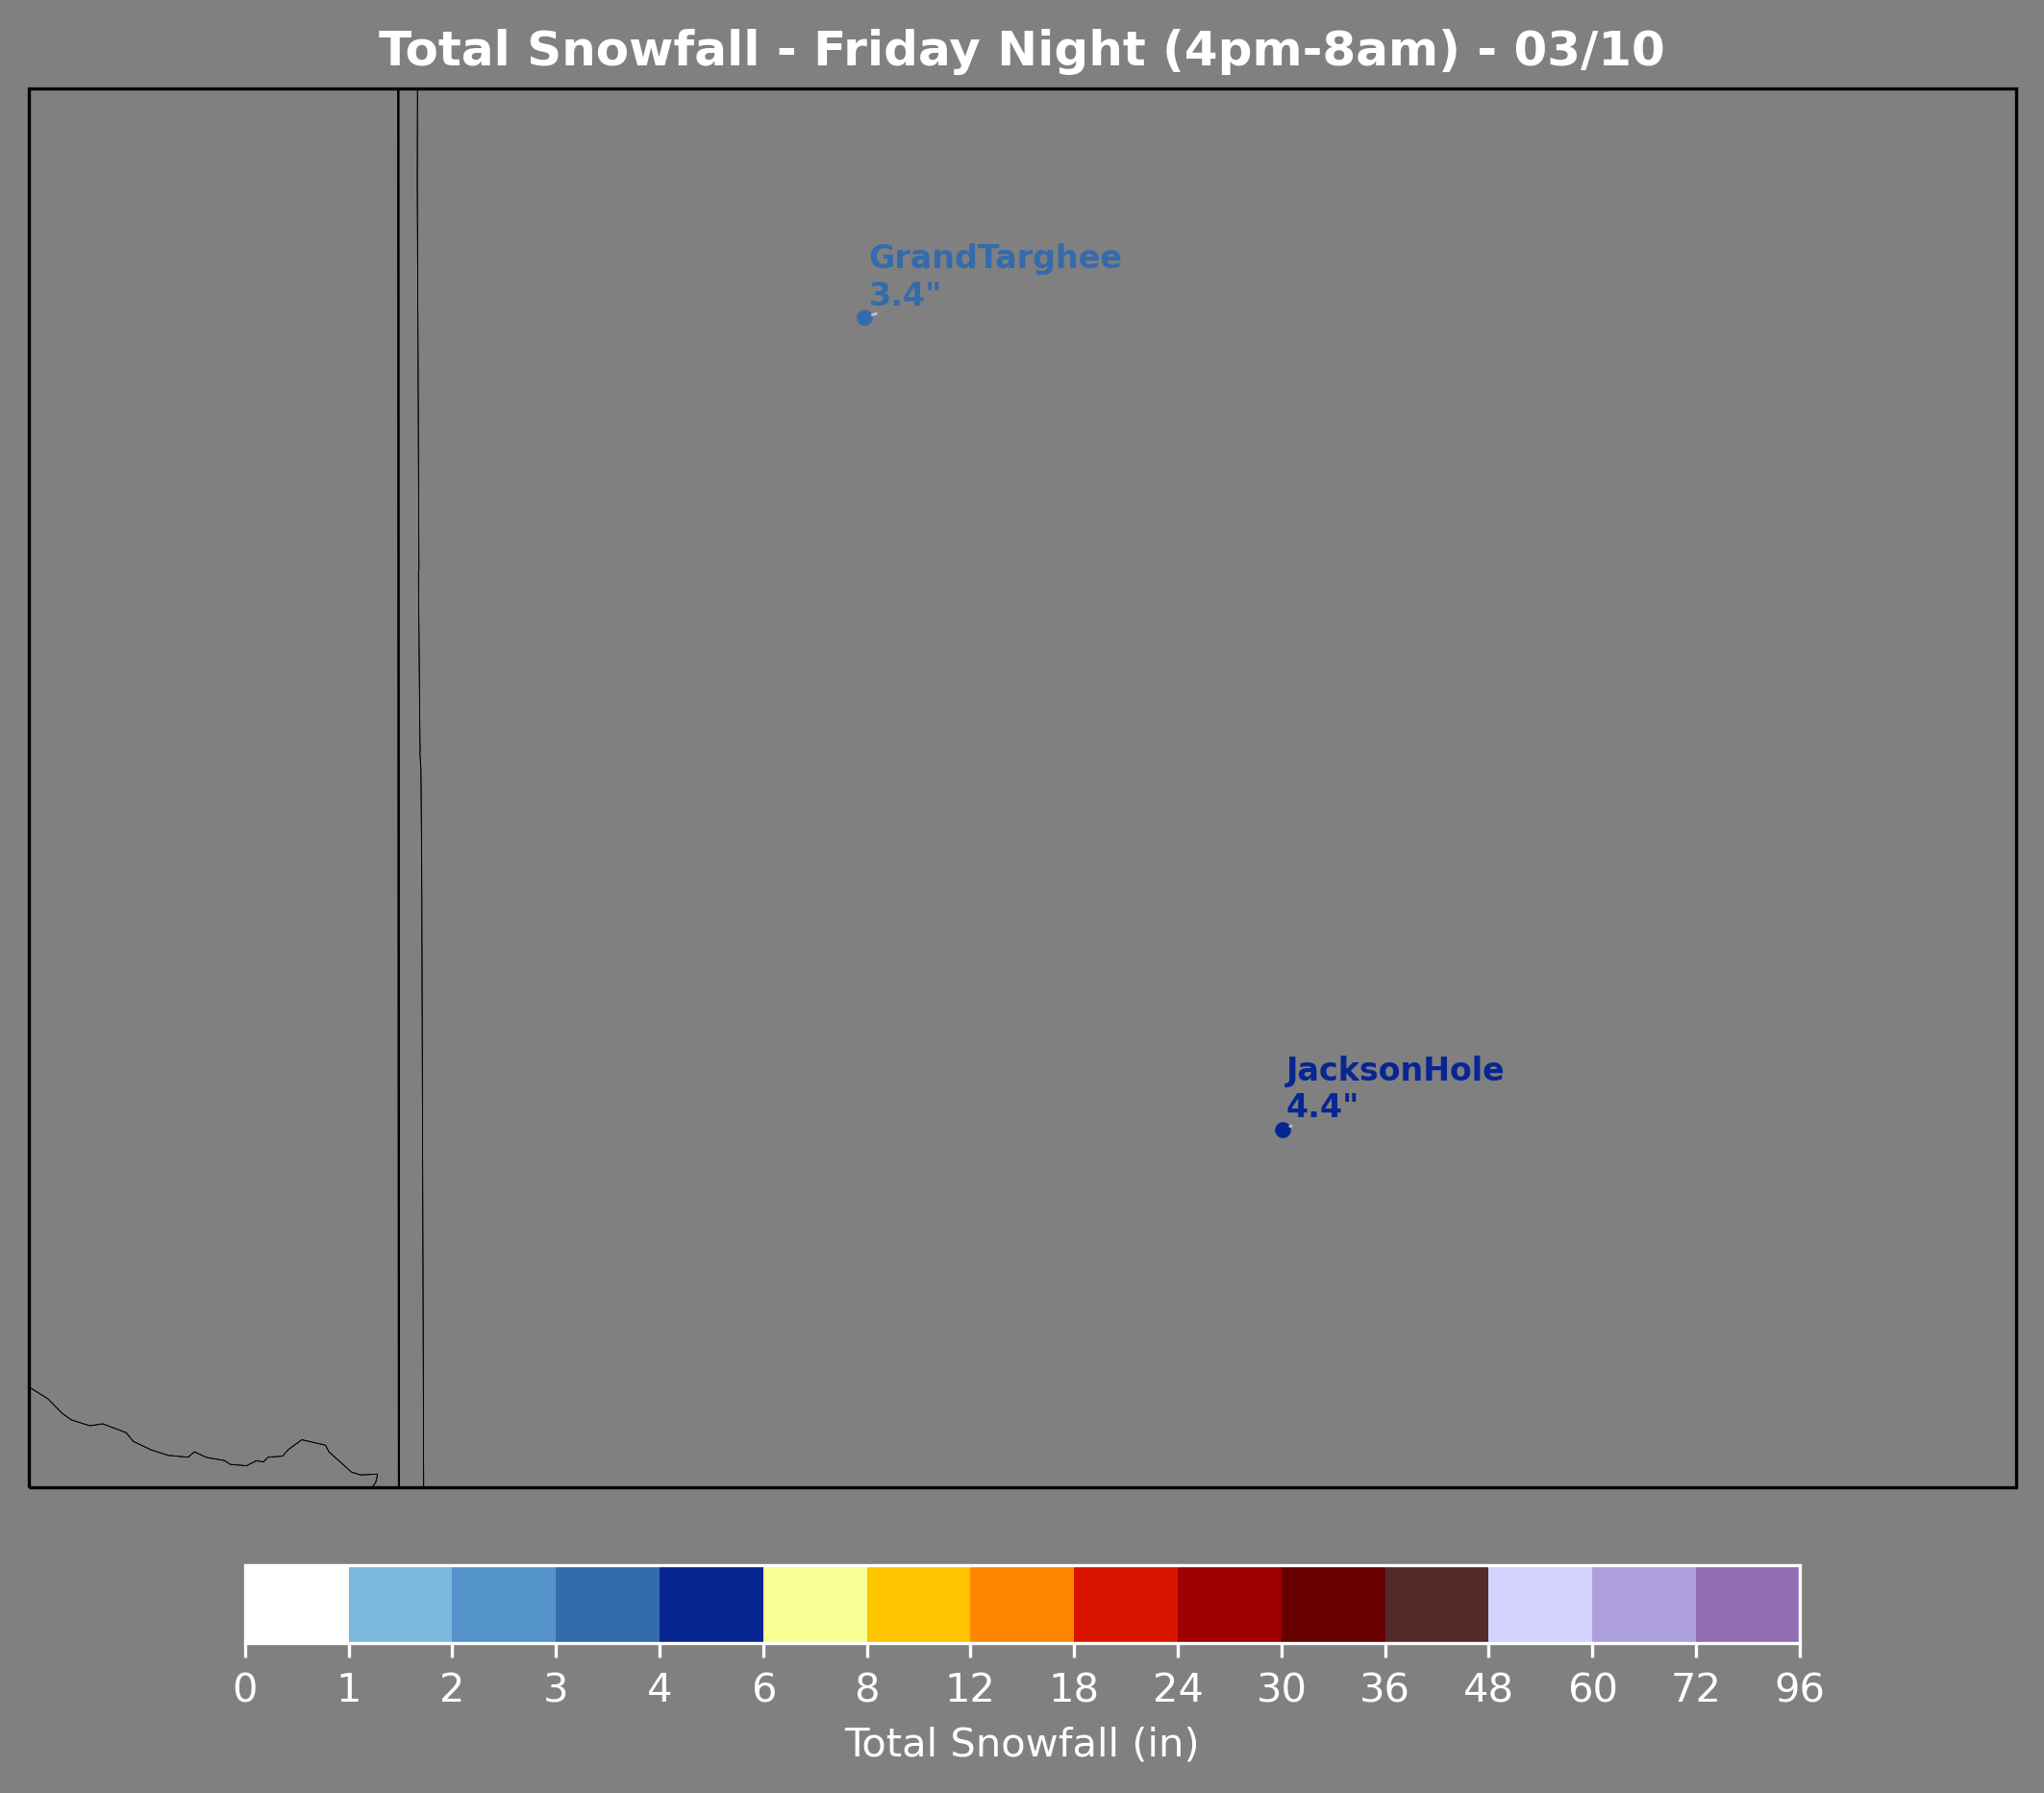 Total Snowfall - Friday Night (4pm-8am) - 03/10
GrandTarghee
3.4"
JacksonHole
4.4"
0 1 2 3 4 6 8 12 18 24 30 36 48 60 72 96
Total Snowfall (in)